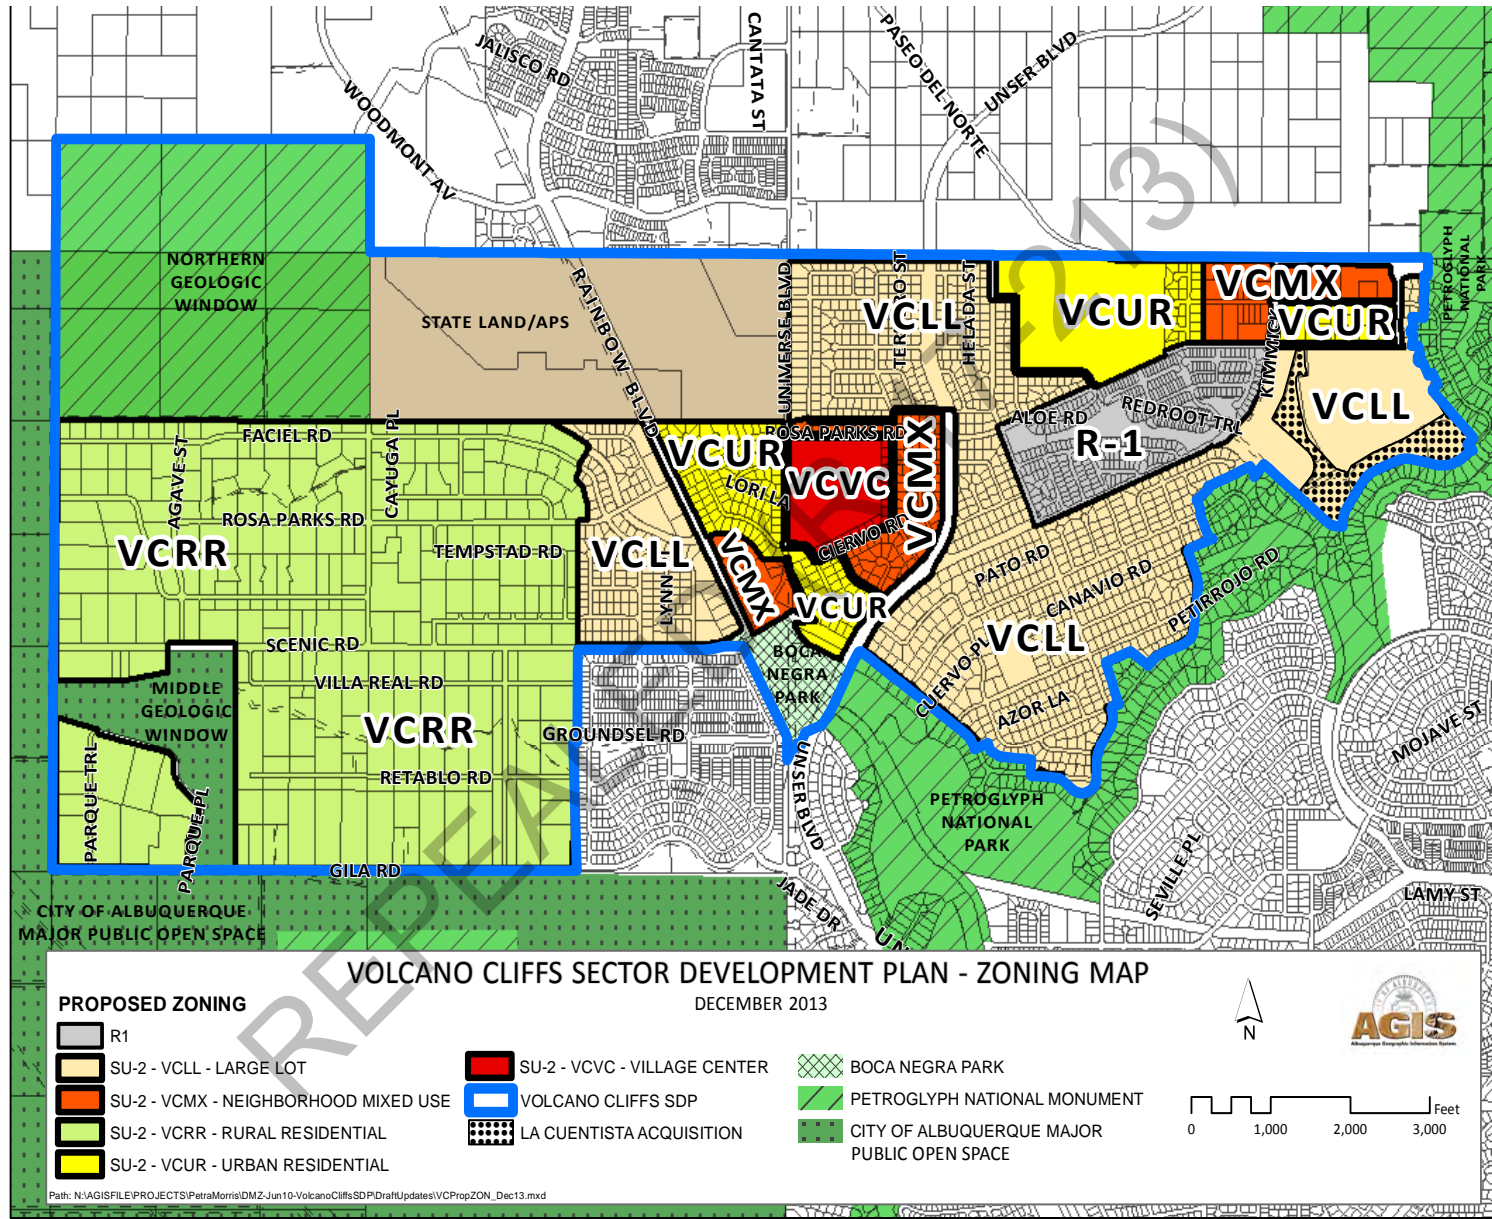 JALISCO RD
CANTATA ST
PASEO DEL NORTE
UNSER BLVD
WOODMONT AV
NORTHERN
GEOLOGIC
WINDOW
STATE LAND/APS
RAINBOW BLVD
UNIVERSE BLVD
HELADA ST
VCLL
VCUR
VCMX
VCUR
KIMMICK
PETROGLYPH
NATIONAL
PARK
VCLL
ALOE RD
REDROOT TRL
R-1
FACIEL RD
AGAVE ST
CAYUGA PL
ROSA PARKS RD
VCUR
LORI LA
VCVC
VCMX
CIERVO RD
ROSA PARKS RD
TEMPSTAD RD
VCRR
VCLL
LYNN
VCMX
VCUR
PATO RD
CANAVIO RD
PETIRROJO RD
VCLL
SCENIC RD
VILLA REAL RD
MIDDLE
GEOLOGIC
WINDOW
BOCA
NEGRA
PARK
CUERVO PL
AZOR LA
VCRR
GROUNDSEL RD
RETABLO RD
PARQUE TRL
PARQUE PL
UNSER BLVD
MOJAVE ST
PETROGLYPH
NATIONAL
PARK
SEVILLE PL
GILA RD
JADE DR
LAMY ST
CITY OF ALBUQUERQUE
MAJOR PUBLIC OPEN SPACE
UN
VOLCANO CLIFFS SECTOR DEVELOPMENT PLAN - ZONING MAP
DECEMBER 2013
PROPOSED ZONING
R1
SU-2 - VCLL - LARGE LOT
SU-2 - VCMX - NEIGHBORHOOD MIXED USE
SU-2 - VCRR - RURAL RESIDENTIAL
SU-2 - VCUR - URBAN RESIDENTIAL
SU-2 - VCVC - VILLAGE CENTER
VOLCANO CLIFFS SDP
LA CUENTISTA ACQUISITION
BOCA NEGRA PARK
PETROGLYPH NATIONAL MONUMENT
CITY OF ALBUQUERQUE MAJOR
PUBLIC OPEN SPACE
N
AGIS
Albuquerque Geographic Information System
Feet
0 1,000 2,000 3,000
Path: N:\AGISFILE\PROJECTS\PetraMorris\DMZ-Jun10-VolcanoCliffsSDP\DraftUpdates\VCPropZON_Dec13.mxd